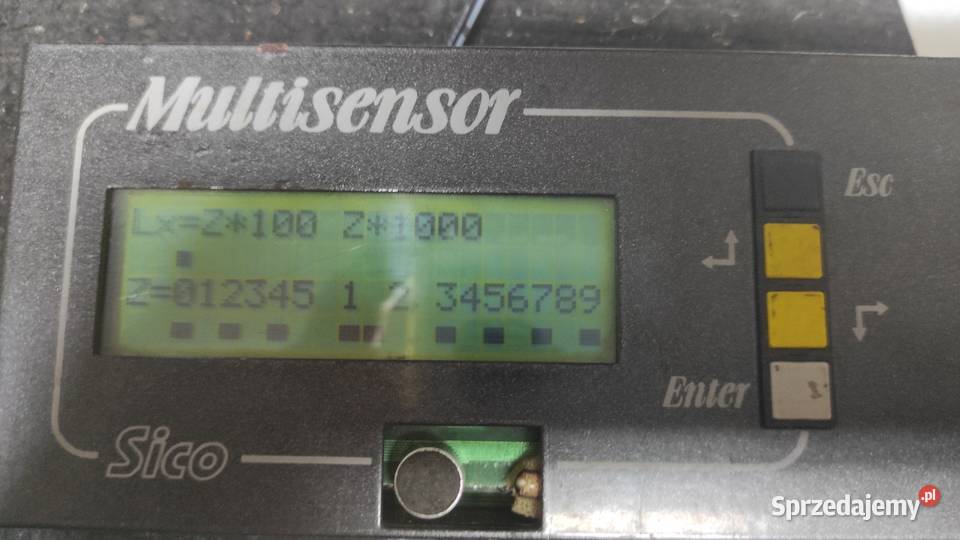 Multisensor
Esc
Lx=Z*100 Z*1000
Z=012345 1 2 3456789
Enter
Sico
Sprzedajemy.pl